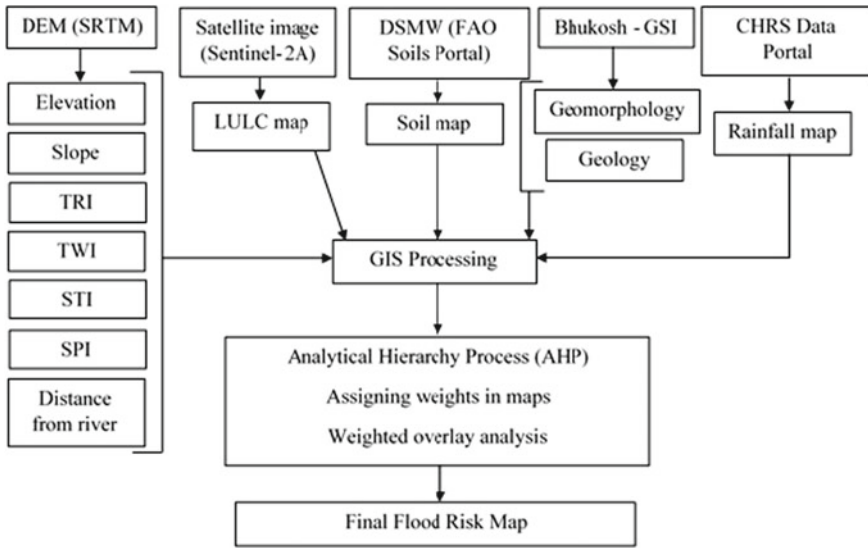 DEM (SRTM)
Elevation
Slope
TRI
TWI
STI
SPI
Distance
from river
Satellite image
(Sentinel-2A)
LULC map
DSMW (FAO
Soils Portal)
Soil map
Bhukosh - GSI
Geomorphology
Geology
CHRS Data
Portal
Rainfall map
GIS Processing
Analytical Hierarchy Process (AHP)
Assigning weights in maps
Weighted overlay analysis
Final Flood Risk Map